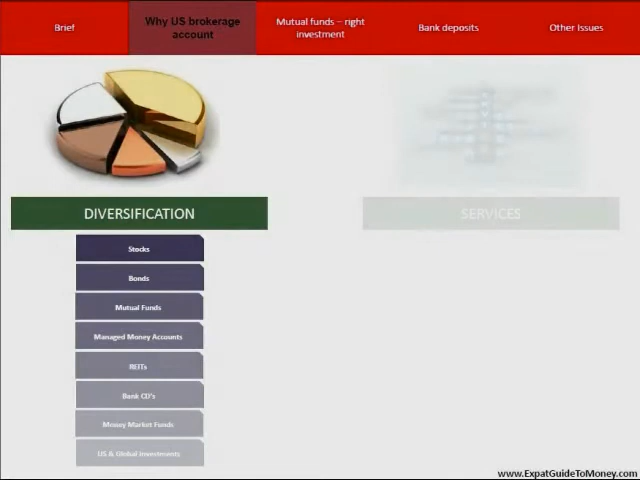 Brief
Why US brokerage
account
Mutual funds – right
investment
Bank deposits
Other Issues
DIVERSIFICATION
SERVICES
Stocks
Bonds
Mutual Funds
Managed Money Accounts
REITs
Bank CD's
Money Market Funds
US & Global Investments
www.ExpatGuideToMoney.com